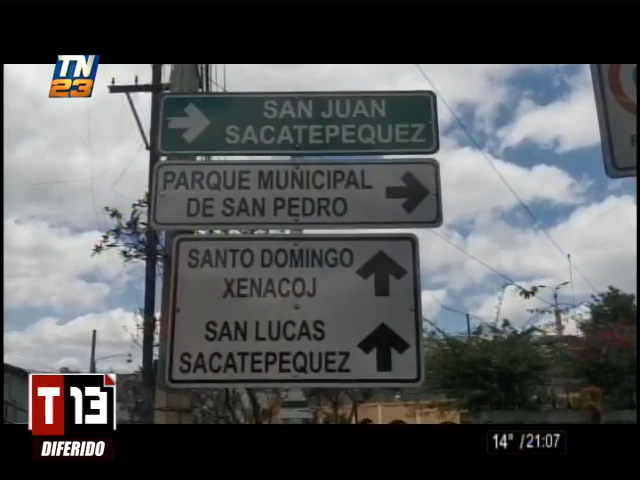 TN
23
SAN JUAN
SACATEPEQUEZ
PARQUE MUNICIPAL
DE SAN PEDRO
SANTO DOMINGO
XENACOJ
SAN LUCAS
SACATEPEQUEZ
T13
DIFERIDO
14° /21:07